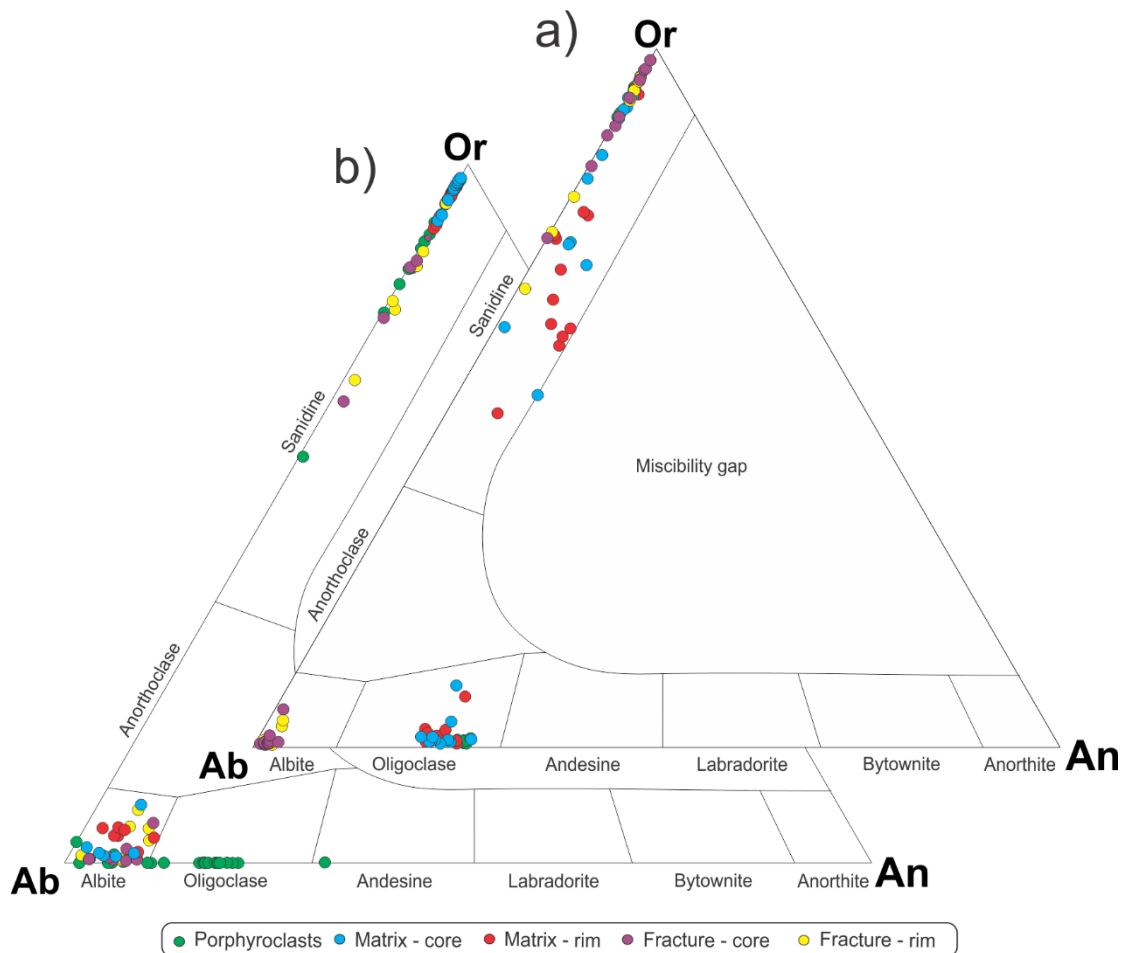 a)
Or
b)
Or
Sanidine
Sanidine
Miscibility gap
Anorthoclase
Anorthoclase
Ab
Albite
Oligoclase
Andesine
Labradorite
Bytownite
Anorthite
An
Ab
Albite
Oligoclase
Andesine
Labradorite
Bytownite
Anorthite
An
Porphyroclasts Matrix - core Matrix - rim Fracture - core Fracture - rim